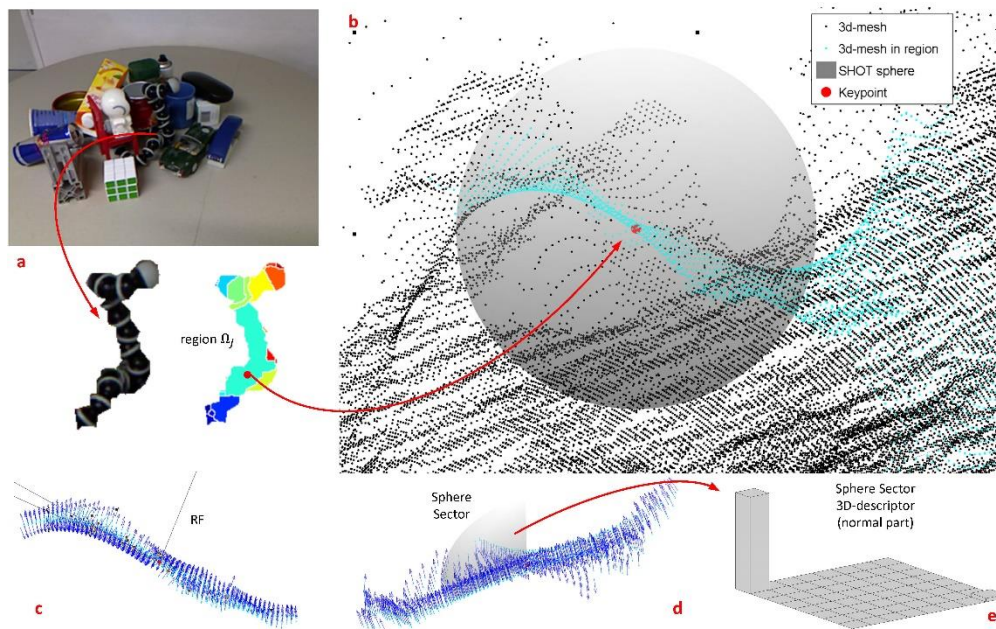 b
3d-mesh
3d-mesh in region
SHOT sphere
Keypoint
a
region Ωj
RF
c
Sphere
Sector
d
Sphere Sector
3D-descriptor
(normal part)
e